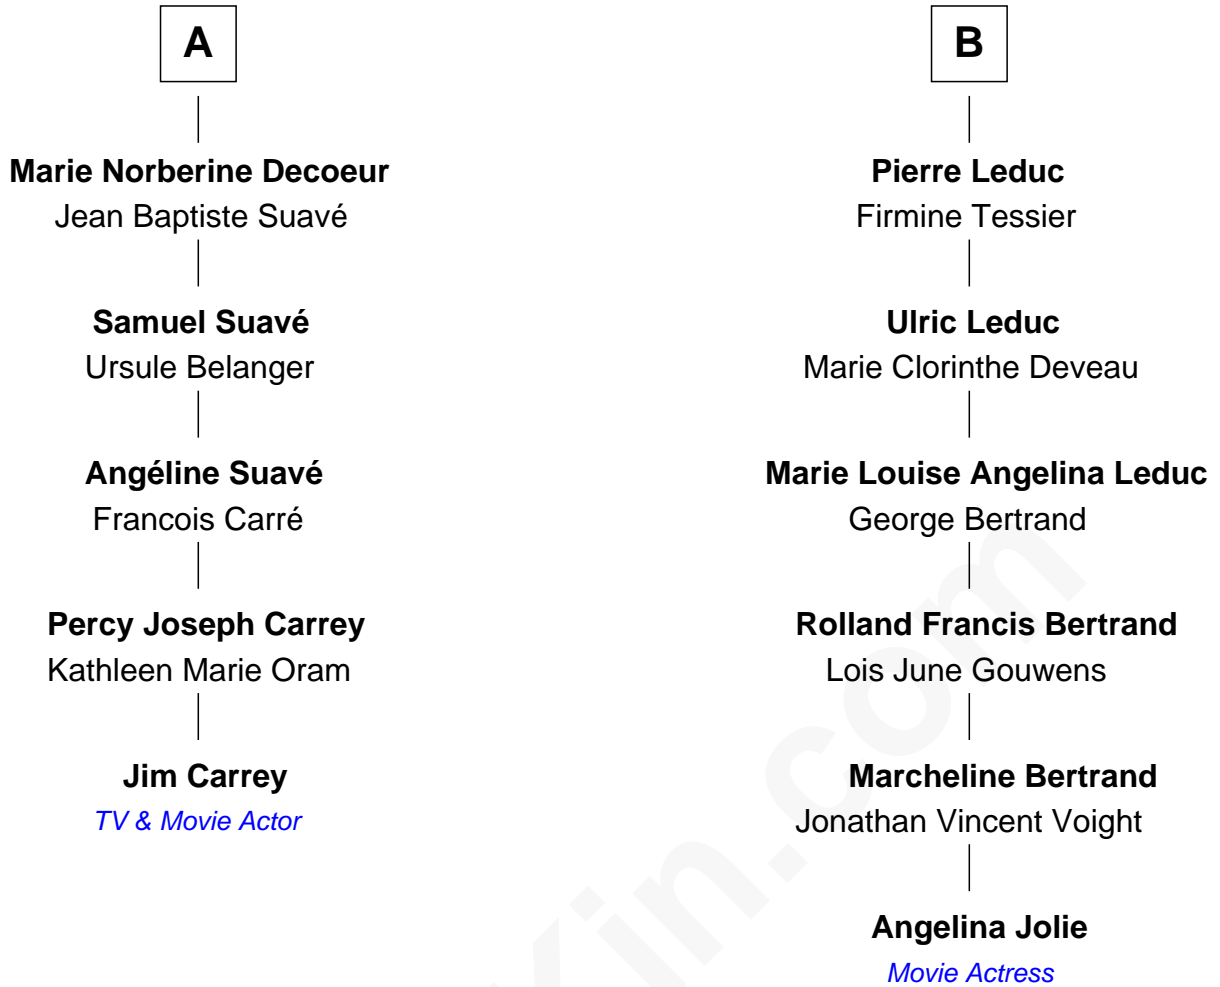 A
Marie Norberine Decoeur
Jean Baptiste Suavé
Samuel Suavé
Ursule Belanger
Angéline Suavé
Francois Carré
Percy Joseph Carrey
Kathleen Marie Oram
Jim Carrey
TV & Movie Actor
B
Pierre Leduc
Firmine Tessier
Ulric Leduc
Marie Clorinthe Deveau
Marie Louise Angelina Leduc
George Bertrand
Rolland Francis Bertrand
Lois June Gouwens
Marcheline Bertrand
Jonathan Vincent Voight
Angelina Jolie
Movie Actress
Kin.com